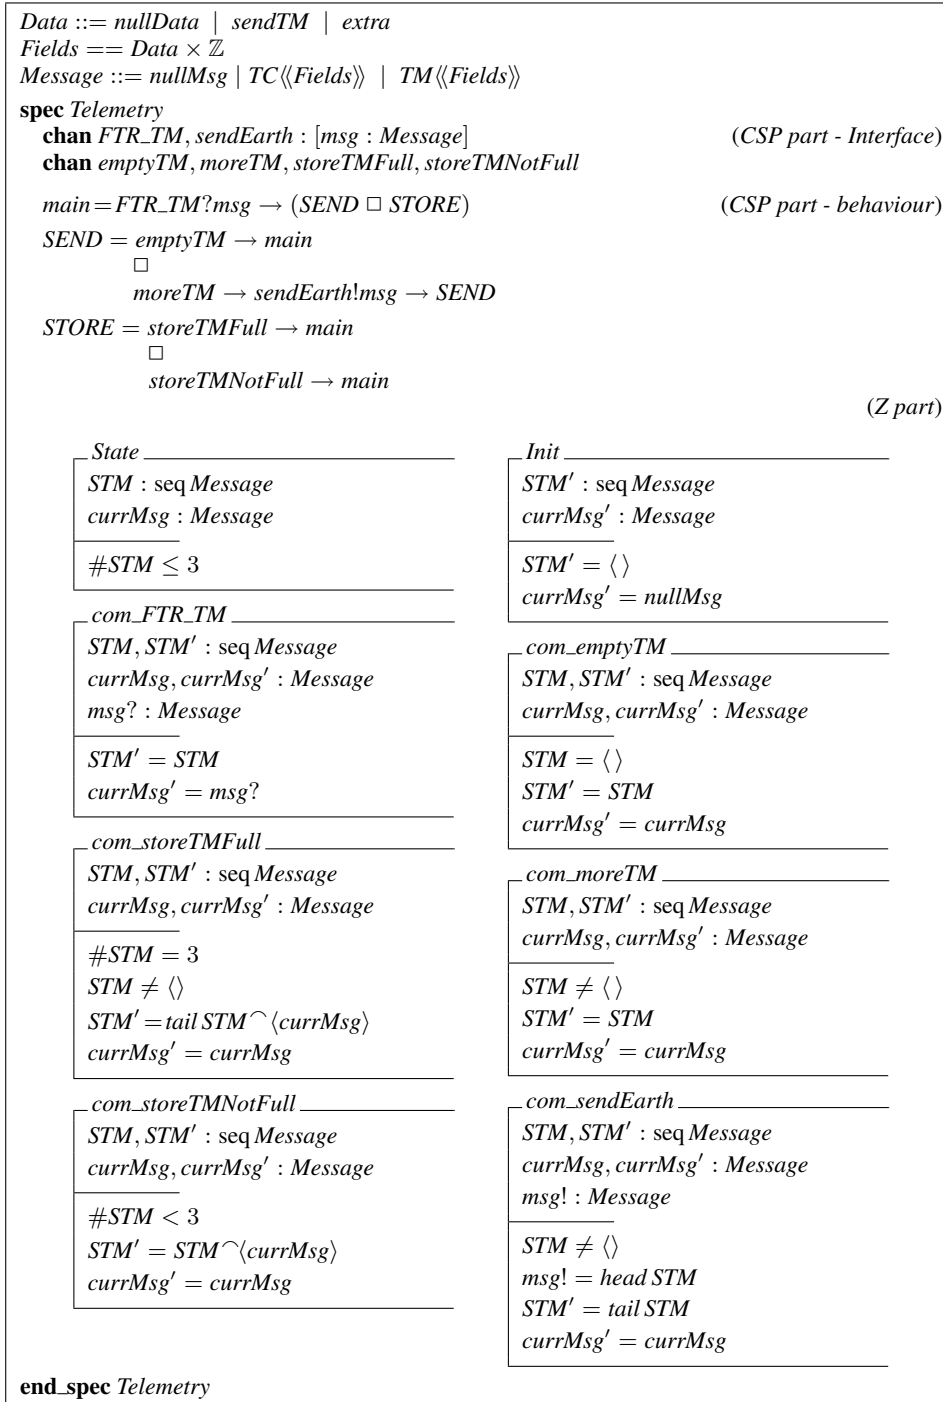 Data ::= nullData | sendTM | extra
Fields == Data × ℤ
Message ::= nullMsg | TC⟪Fields⟫ | TM⟪Fields⟫
spec Telemetry
chan FTR_TM, sendEarth : [msg : Message] (CSP part - Interface)
chan emptyTM, moreTM, storeTMFull, storeTMNotFull
main = FTR_TM?msg → (SEND □ STORE) (CSP part - behaviour)
SEND = emptyTM → main
□
moreTM → sendEarth!msg → SEND
STORE = storeTMFull → main
□
storeTMNotFull → main
(Z part)
State
STM : seq Message
currMsg : Message
#STM ≤ 3
Init
STM′ : seq Message
currMsg′ : Message
STM′ = ⟨ ⟩
currMsg′ = nullMsg
com_FTR_TM
STM, STM′ : seq Message
currMsg, currMsg′ : Message
msg? : Message
STM′ = STM
currMsg′ = msg?
com_emptyTM
STM, STM′ : seq Message
currMsg, currMsg′ : Message
STM = ⟨ ⟩
STM′ = STM
currMsg′ = currMsg
com_storeTMFull
STM, STM′ : seq Message
currMsg, currMsg′ : Message
#STM = 3
STM ≠ ⟨⟩
STM′ = tail STM⌢⟨currMsg⟩
currMsg′ = currMsg
com_moreTM
STM, STM′ : seq Message
currMsg, currMsg′ : Message
STM ≠ ⟨ ⟩
STM′ = STM
currMsg′ = currMsg
com_storeTMNotFull
STM, STM′ : seq Message
currMsg, currMsg′ : Message
#STM < 3
STM′ = STM⌢⟨currMsg⟩
currMsg′ = currMsg
com_sendEarth
STM, STM′ : seq Message
currMsg, currMsg′ : Message
msg! : Message
STM ≠ ⟨⟩
msg! = head STM
STM′ = tail STM
currMsg′ = currMsg
end_spec Telemetry